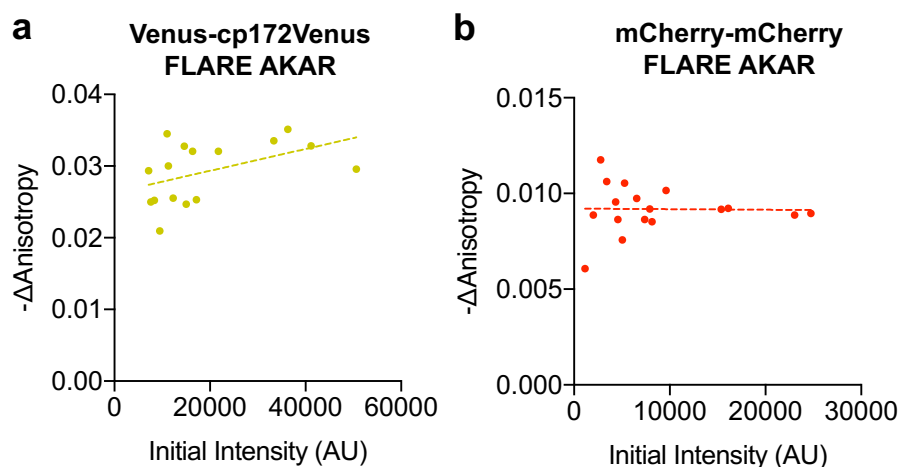 a
Venus-cp172Venus
FLARE AKAR
-ΔAnisotropy
0.04
0.03
0.02
0.01
0.00
0
20000
40000
60000
Initial Intensity (AU)
b
mCherry-mCherry
FLARE AKAR
-ΔAnisotropy
0.015
0.010
0.005
0.000
0
10000
20000
30000
Initial Intensity (AU)